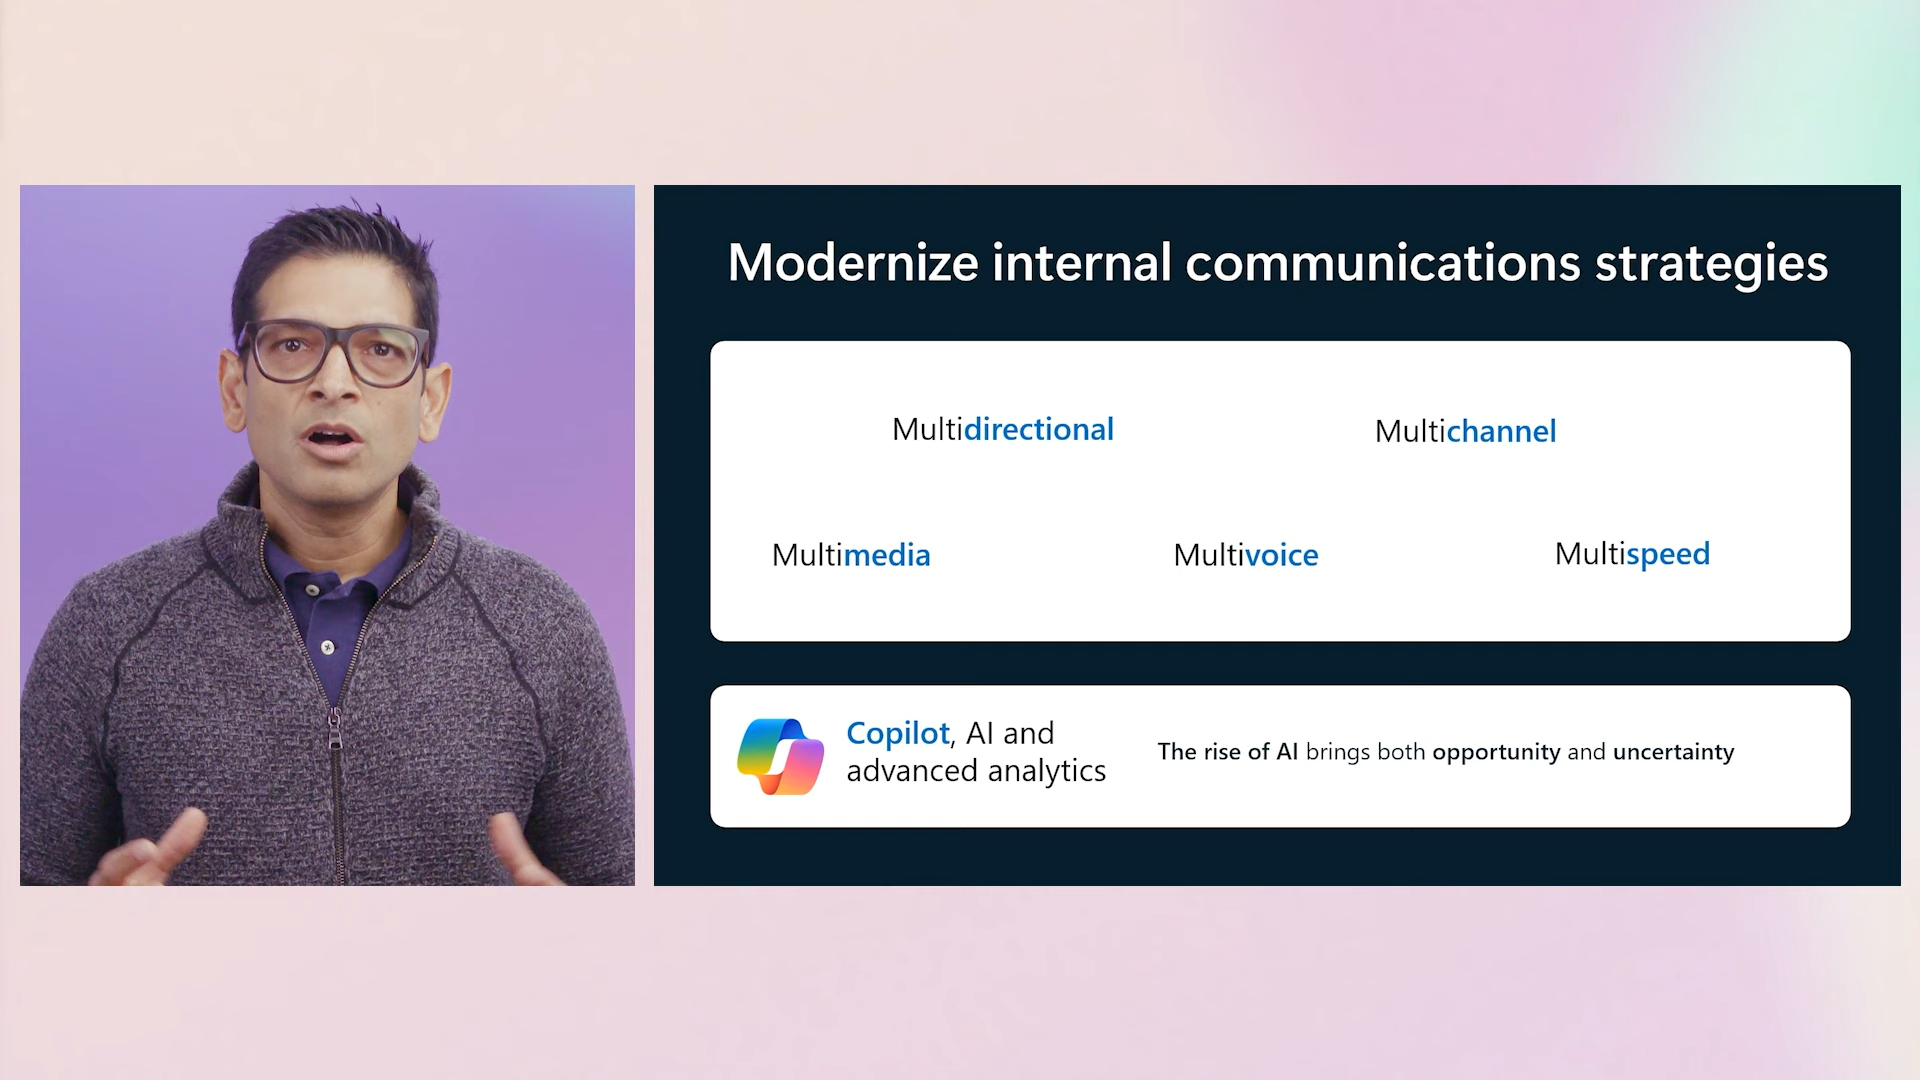 Modernize internal communications strategies
Multidirectional
Multichannel
Multimedia
Multivoice
Multispeed
Copilot, AI and
advanced analytics
The rise of AI brings both opportunity and uncertainty